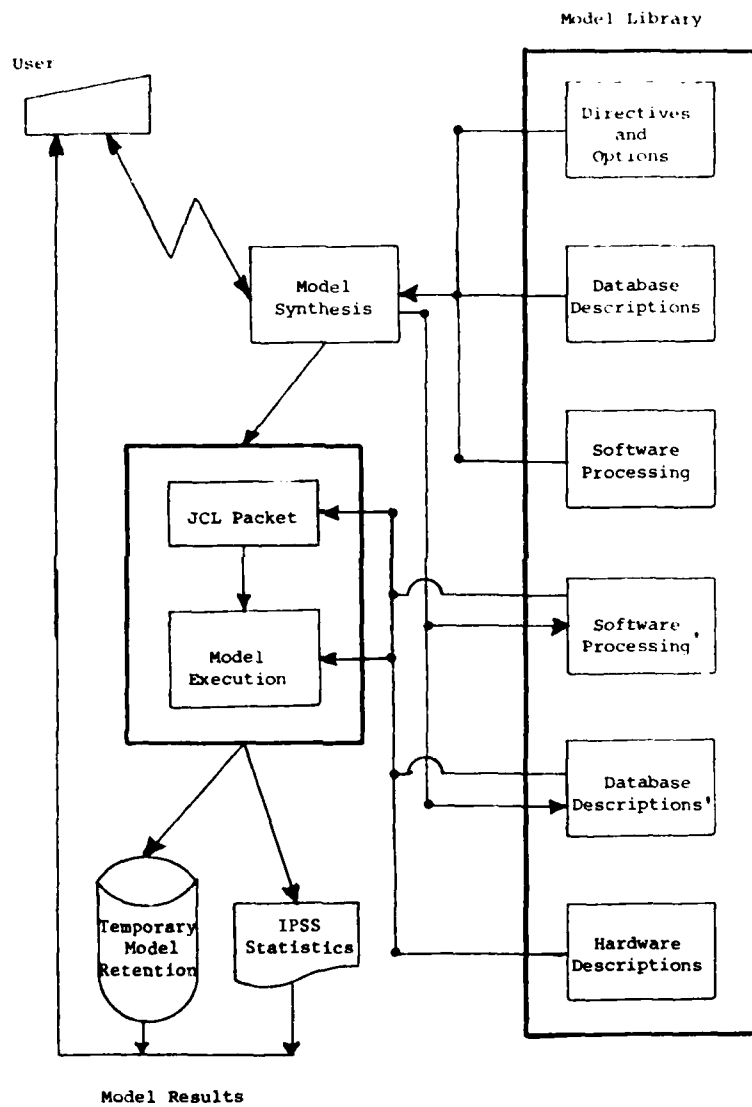 Model Library
User
Directives
and
Options
Model
Synthesis
Database
Descriptions
Software
Processing
JCL Packet
Software
Processing'
Model
Execution
Database
Descriptions'
Temporary
Model
Retention
IPSS
Statistics
Hardware
Descriptions
Model Results